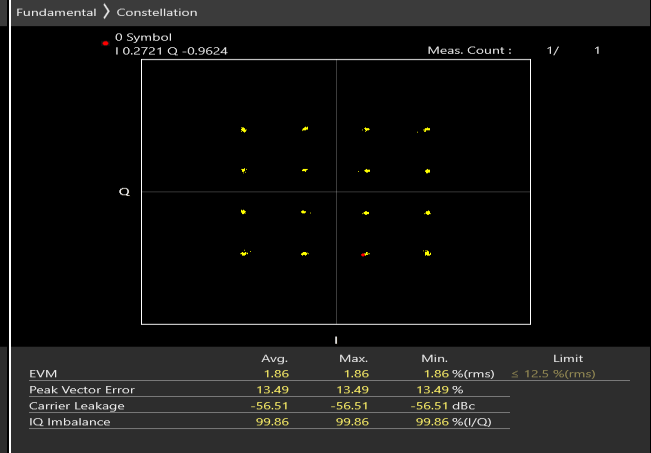 Fundamental ❯ Constellation
0 Symbol
I 0.2721 Q -0.9624
Meas. Count : 1/ 1
Q
I
Avg. Max. Min. Limit
EVM 1.86 1.86 1.86 %(rms) ≤ 12.5 %(rms)
Peak Vector Error 13.49 13.49 13.49 %
Carrier Leakage -56.51 -56.51 -56.51 dBc
IQ Imbalance 99.86 99.86 99.86 %(I/Q)